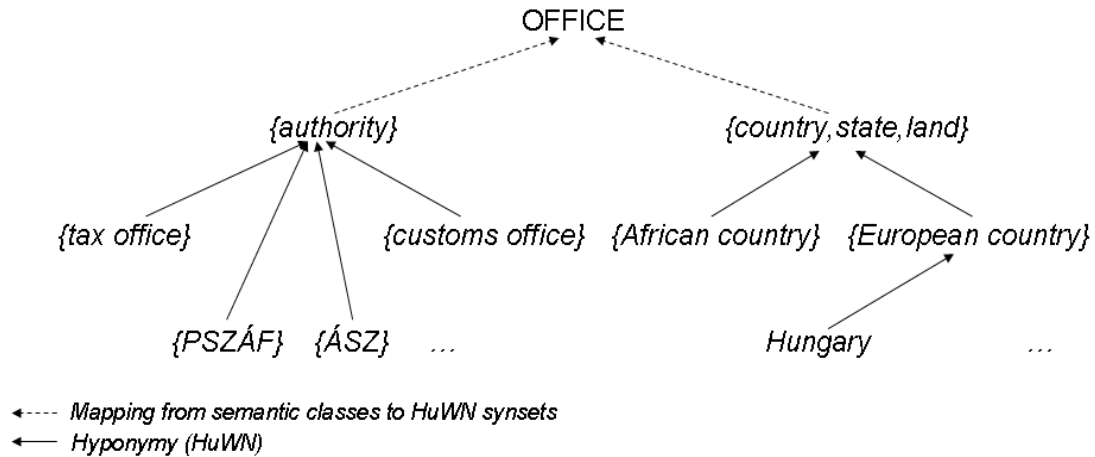 OFFICE
{authority} {country,state,land}
{tax office} {customs office} {African country} {European country}
{PSZÁF} {ÁSZ} ... Hungary ...
Mapping from semantic classes to HuWN synsets
Hyponymy (HuWN)